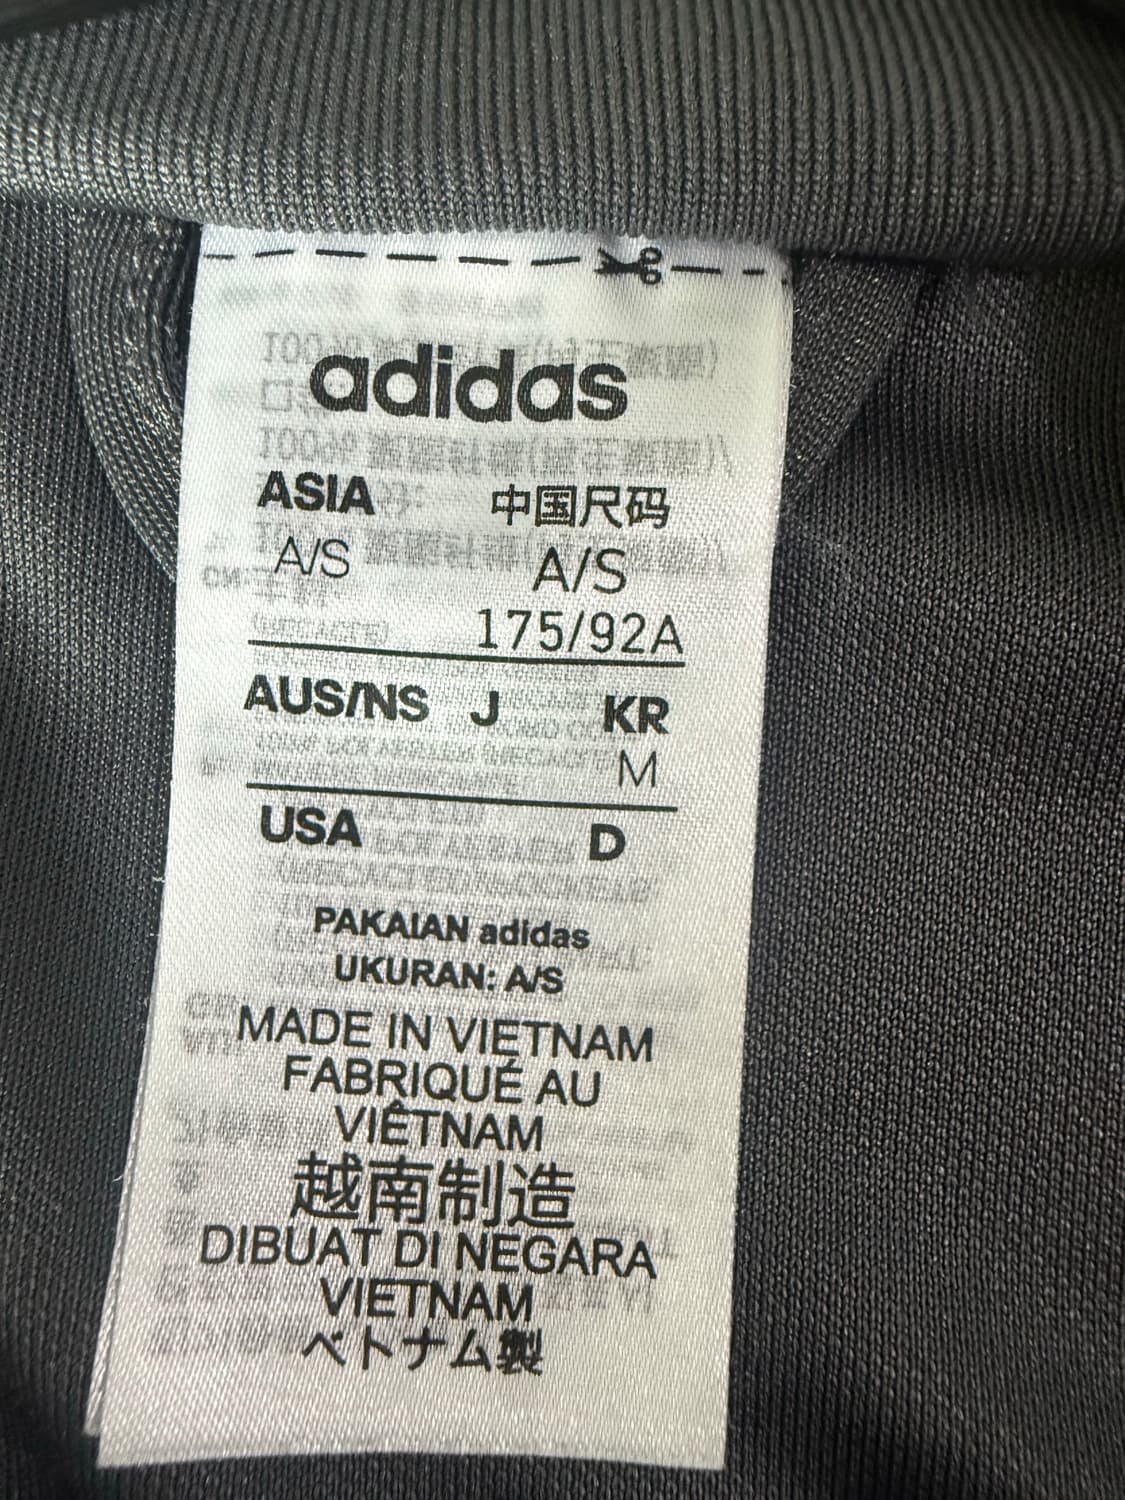 adidas
ASIA 中国尺码
A/S A/S
175/92A
AUS/NS J KR
M
USA D
PAKAIAN adidas
UKURAN: A/S
MADE IN VIETNAM
FABRIQUÉ AU
VIÊTNAM
越南制造
DIBUAT DI NEGARA
VIETNAM
ベトナム製